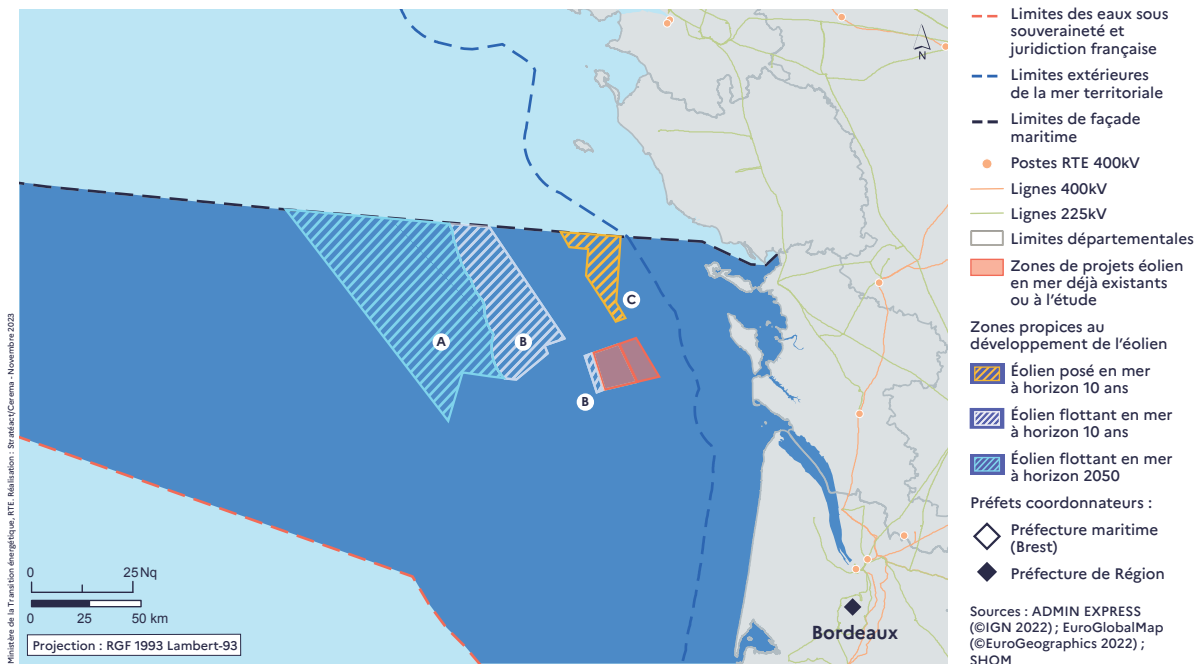 N
A
B
C
B
Bordeaux
0 25 Nq
0 25 50 km
Projection : RGF 1993 Lambert-93
Ministère de la Transition énergétique, RTE. Réalisation : Stratéact/Cerema - Novembre 2023
Limites des eaux sous
souveraineté et
juridiction française
Limites extérieures
de la mer territoriale
Limites de façade
maritime
Postes RTE 400kV
Lignes 400kV
Lignes 225kV
Limites départementales
Zones de projets éolien
en mer déjà existants
ou à l’étude
Zones propices au
développement de l’éolien
Éolien posé en mer
à horizon 10 ans
Éolien flottant en mer
à horizon 10 ans
Éolien flottant en mer
à horizon 2050
Préfets coordonnateurs :
Préfecture maritime
(Brest)
Préfecture de Région
Sources : ADMIN EXPRESS
(©IGN 2022) ; EuroGlobalMap
(©EuroGeographics 2022) ;
SHOM